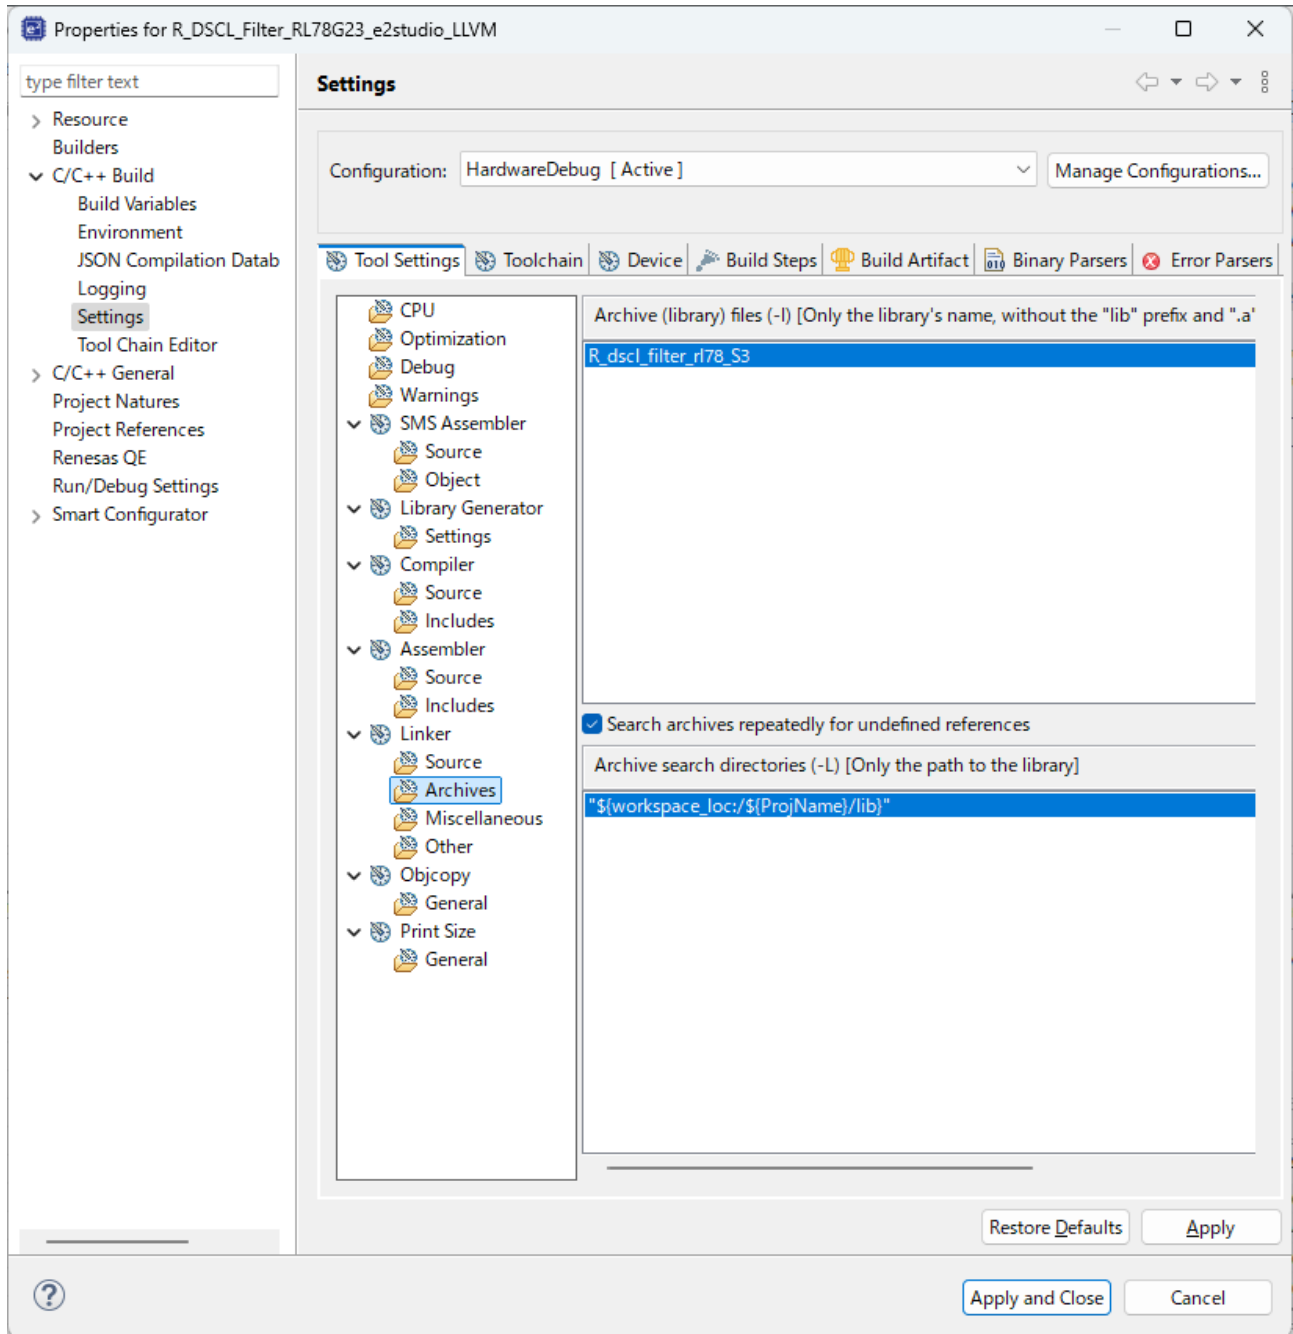 Properties for R_DSCL_Filter_RL78G23_e2studio_LLVM
type filter text
Resource
Builders
C/C++ Build
Build Variables
Environment
JSON Compilation Datab
Logging
Settings
Tool Chain Editor
C/C++ General
Project Natures
Project References
Renesas QE
Run/Debug Settings
Smart Configurator
Settings
Configuration: HardwareDebug [ Active ] Manage Configurations...
Tool Settings Toolchain Device Build Steps Build Artifact Binary Parsers Error Parsers
CPU
Optimization
Debug
Warnings
SMS Assembler
Source
Object
Library Generator
Settings
Compiler
Source
Includes
Assembler
Source
Includes
Linker
Source
Archives
Miscellaneous
Other
Objcopy
General
Print Size
General
Archive (library) files (-l) [Only the library's name, without the "lib" prefix and ".a"
R_dscl_filter_rl78_S3
Search archives repeatedly for undefined references
Archive search directories (-L) [Only the path to the library]
"${workspace_loc:/${ProjName}/lib}"
Restore Defaults Apply
Apply and Close Cancel